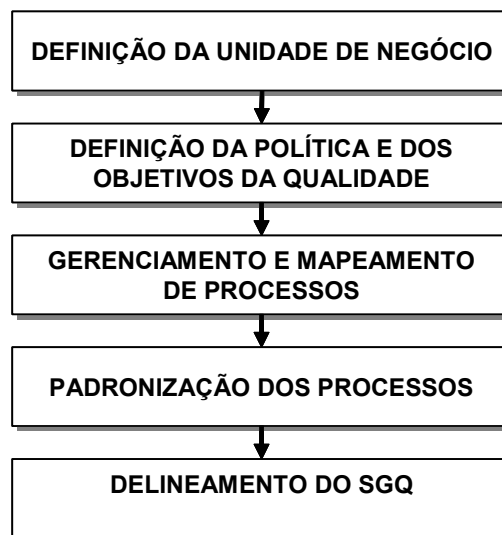 DEFINIÇÃO DA UNIDADE DE NEGÓCIO
DEFINIÇÃO DA POLÍTICA E DOS
OBJETIVOS DA QUALIDADE
GERENCIAMENTO E MAPEAMENTO
DE PROCESSOS
PADRONIZAÇÃO DOS PROCESSOS
DELINEAMENTO DO SGQ